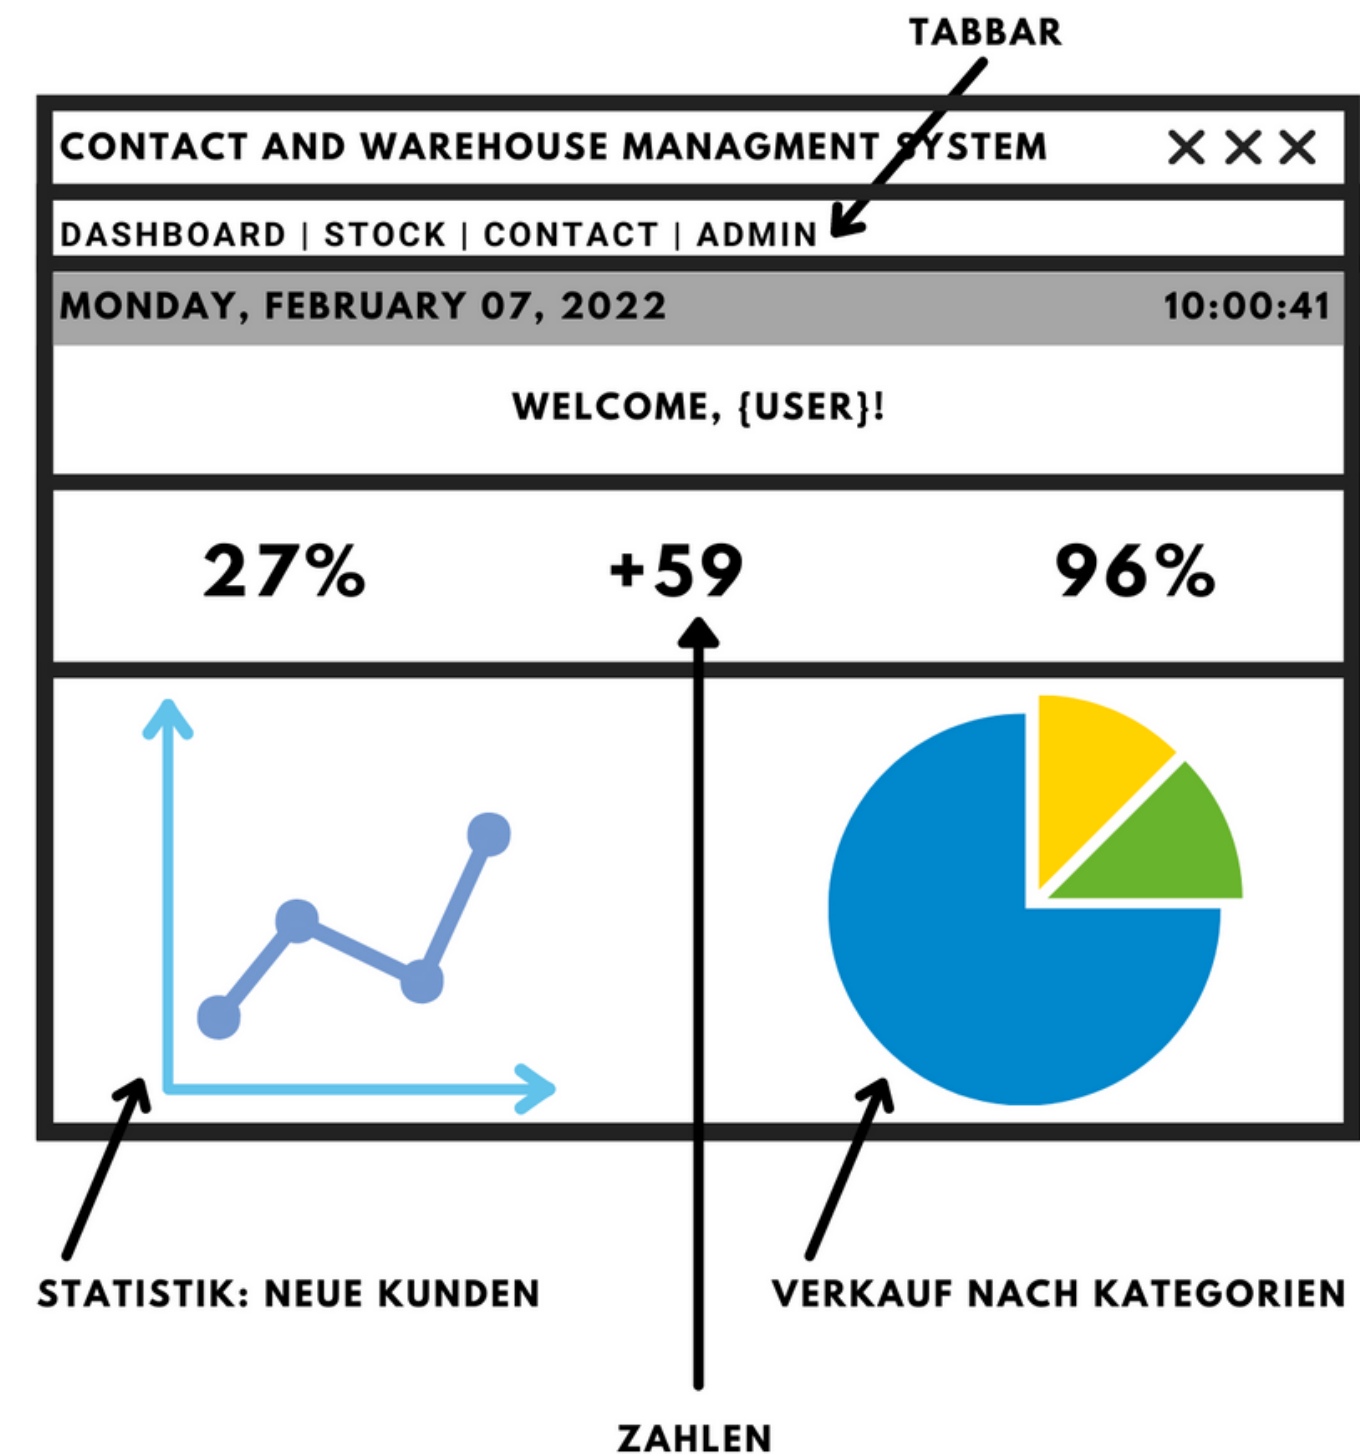 TABBAR
CONTACT AND WAREHOUSE MANAGMENT SYSTEM
DASHBOARD | STOCK | CONTACT | ADMIN
MONDAY, FEBRUARY 07, 2022 10:00:41
WELCOME, {USER}!
27% +59 96%
STATISTIK: NEUE KUNDEN VERKAUF NACH KATEGORIEN
ZAHLEN